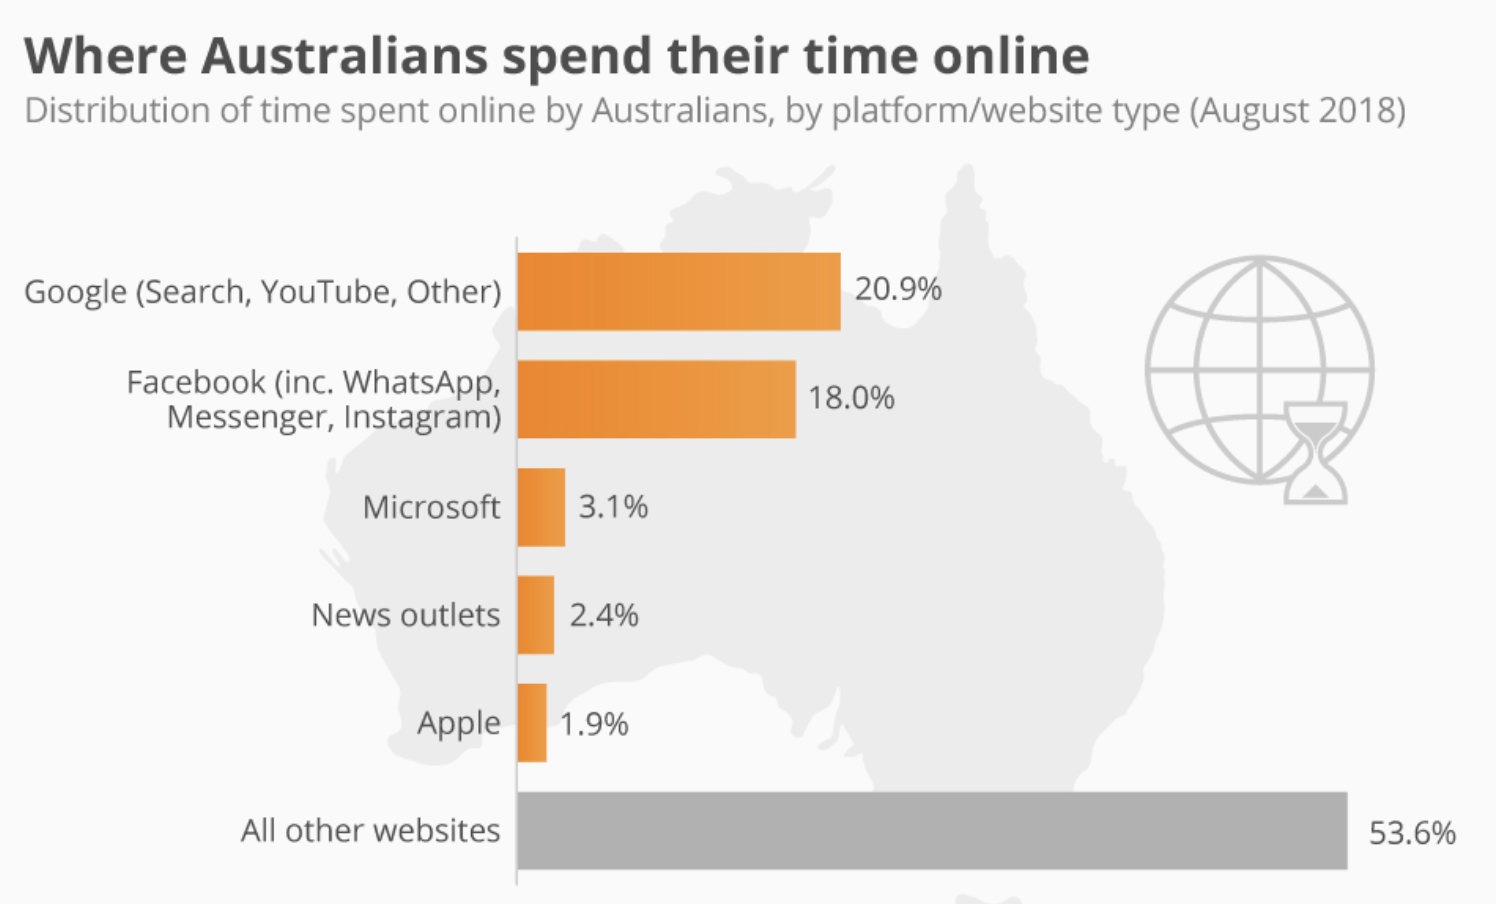 Where Australians spend their time online
Distribution of time spent online by Australians, by platform/website type (August 2018)
Google (Search, YouTube, Other)
20.9%
Facebook (inc. WhatsApp,
Messenger, Instagram)
18.0%
Microsoft
3.1%
News outlets
2.4%
Apple
1.9%
All other websites
53.6%